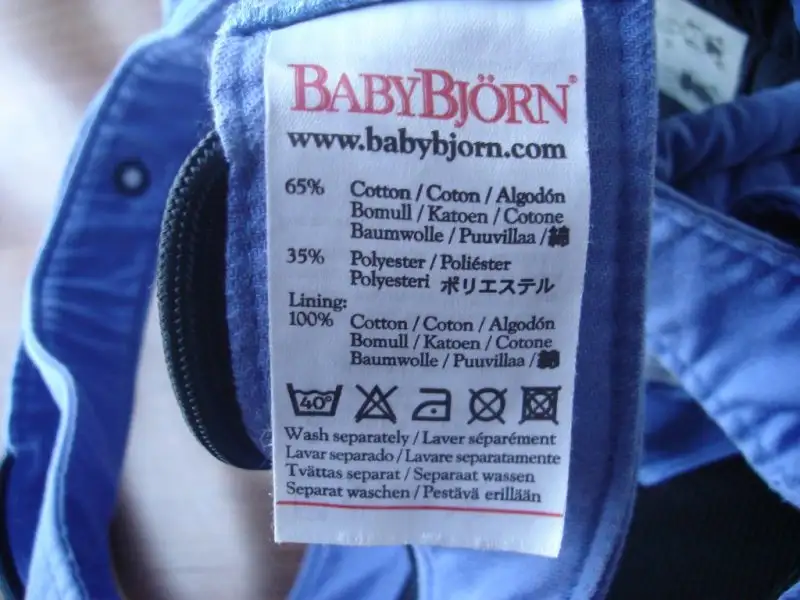 BABYBJÖRN®
www.babybjorn.com
65% Cotton / Coton / Algodón
Bomull / Katoen / Cotone
Baumwolle / Puuvillaa / 綿
35% Polyester / Poliéster
Polyesteri ポリエステル
Lining:
100% Cotton / Coton / Algodón
Bomull / Katoen / Cotone
Baumwolle / Puuvillaa / 綿
40°
Wash separately / Laver séparément
Lavar separado / Lavare separatamente
Tvättas separat / Separaat wassen
Separat waschen / Pestävä erillään